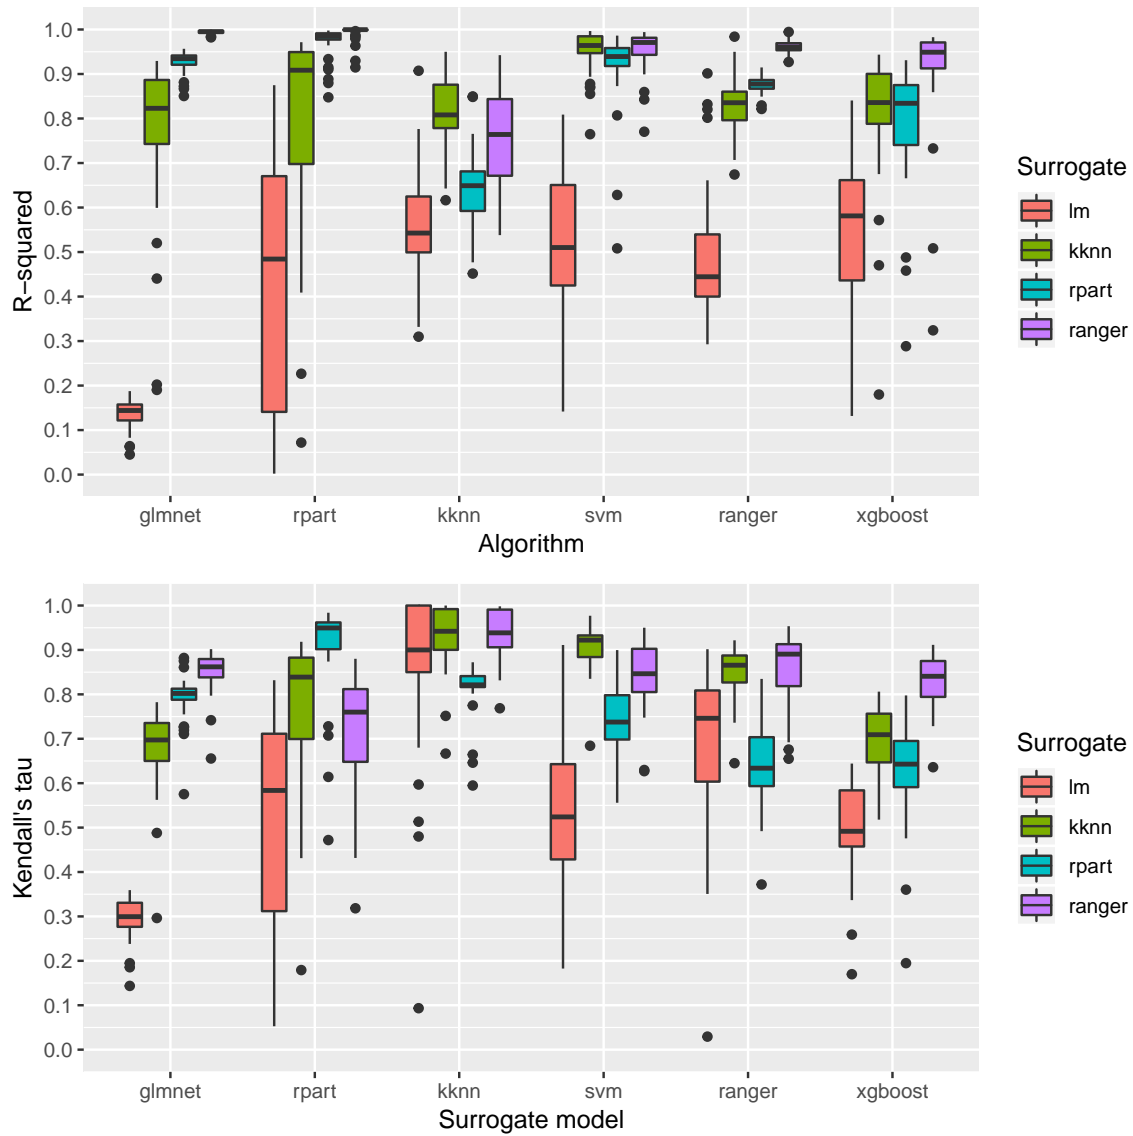 R−squared
1.0
0.9
0.8
0.7
0.6
0.5
0.4
0.3
0.2
0.1
0.0
glmnet rpart kknn svm ranger xgboost
Algorithm
Surrogate
lm
kknn
rpart
ranger
Kendall's tau
1.0
0.9
0.8
0.7
0.6
0.5
0.4
0.3
0.2
0.1
0.0
glmnet rpart kknn svm ranger xgboost
Surrogate model
Surrogate
lm
kknn
rpart
ranger